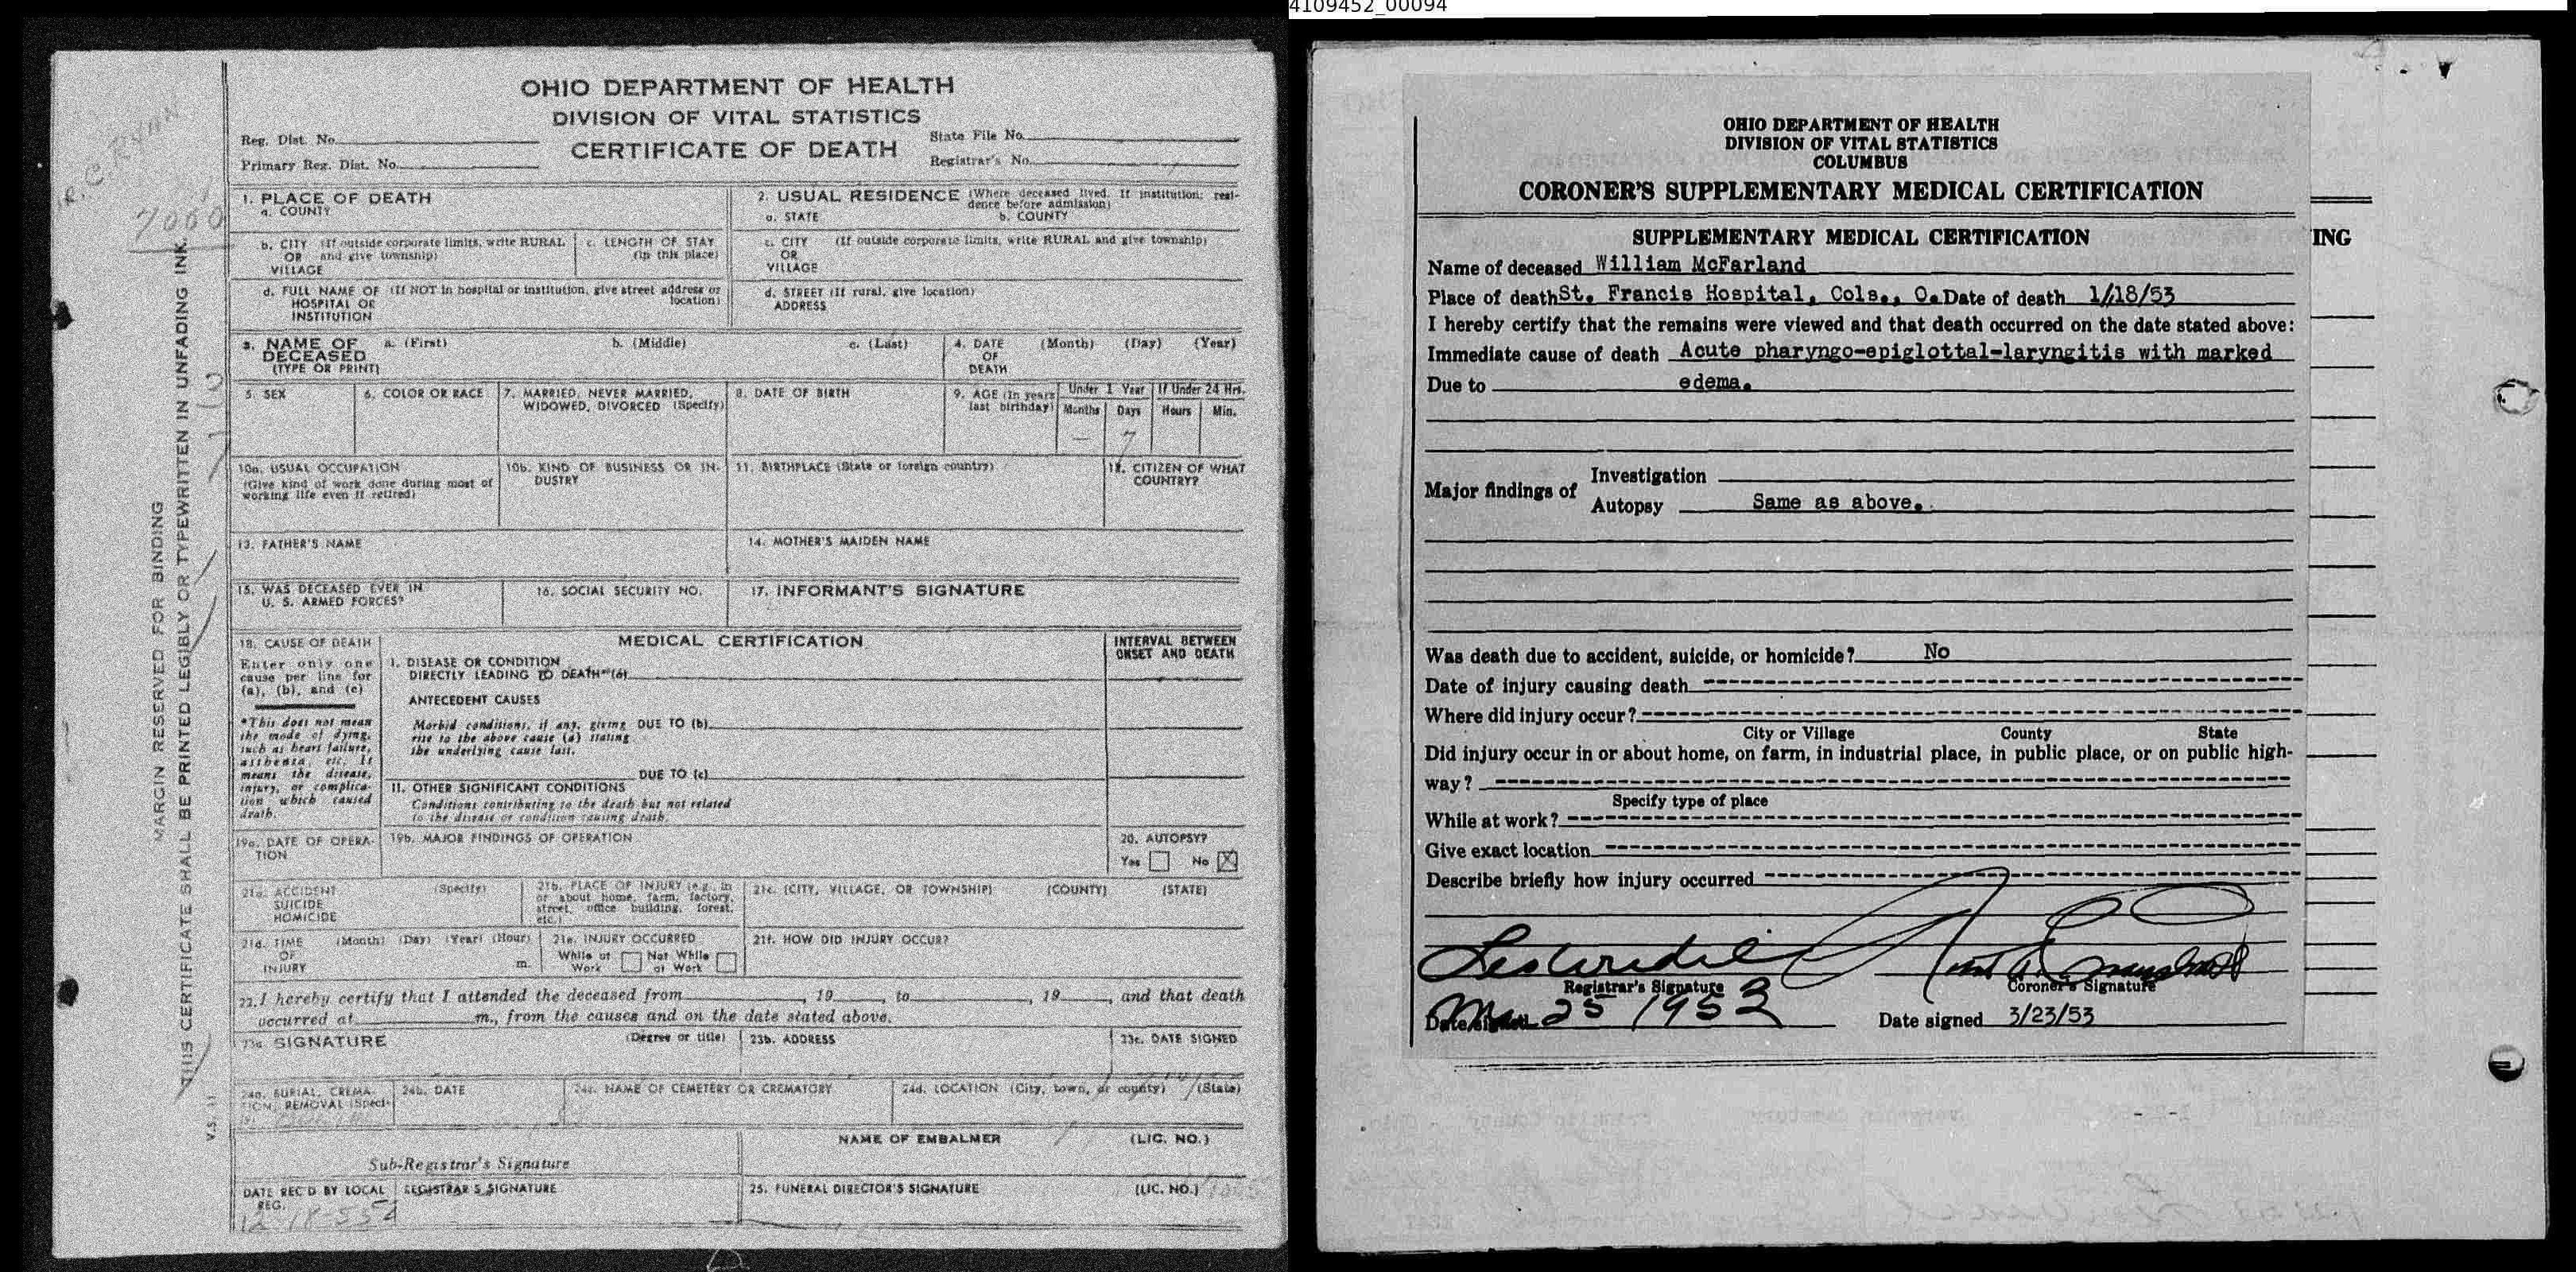 4109452_00094
OHIO DEPARTMENT OF HEALTH
DIVISION OF VITAL STATISTICS
CERTIFICATE OF DEATH
Reg. Dist. No.
Primary Reg. Dist. No.
State File No.
Registrar's No.
R.C. RYAN
7000
MARGIN RESERVED FOR BINDING
THIS CERTIFICATE SHALL BE PRINTED LEGIBLY OR TYPEWRITTEN IN UNFADING INK.
V.S. 11
1. PLACE OF DEATH
a. COUNTY
2. USUAL RESIDENCE (Where deceased lived. If institution: resi-
dence before admission)
a. STATE b. COUNTY
b. CITY (If outside corporate limits, write RURAL
OR and give township)
VILLAGE
c. LENGTH OF STAY
(in this place)
c. CITY (If outside corporate limits, write RURAL and give township)
OR
VILLAGE
d. FULL NAME OF (If NOT in hospital or institution, give street address or
HOSPITAL OR location)
INSTITUTION
d. STREET (If rural, give location)
ADDRESS
3. NAME OF a. (First) b. (Middle) c. (Last)
DECEASED
(TYPE OR PRINT)
4. DATE (Month) (Day) (Year)
OF
DEATH
5. SEX
6. COLOR OR RACE
7. MARRIED, NEVER MARRIED,
WIDOWED, DIVORCED (Specify)
8. DATE OF BIRTH
9. AGE (In years
last birthday)
Under 1 Year
If Under 24 Hrs.
Months Days Hours Min.
— 7
10a. USUAL OCCUPATION
(Give kind of work done during most of
working life even if retired)
10b. KIND OF BUSINESS OR IN-
DUSTRY
11. BIRTHPLACE (State or foreign country)
12. CITIZEN OF WHAT
COUNTRY?
13. FATHER'S NAME
14. MOTHER'S MAIDEN NAME
15. WAS DECEASED EVER IN
U. S. ARMED FORCES?
16. SOCIAL SECURITY NO.
17. INFORMANT'S SIGNATURE
18. CAUSE OF DEATH
Enter only one
cause per line for
(a), (b), and (c)
*This does not mean
the mode of dying,
such as heart failure,
asthenia, etc. It
means the disease,
injury, or complica-
tion which caused
death.
MEDICAL CERTIFICATION
INTERVAL BETWEEN
ONSET AND DEATH
I. DISEASE OR CONDITION
DIRECTLY LEADING TO DEATH*(a)
ANTECEDENT CAUSES
Morbid conditions, if any, giving DUE TO (b)
rise to the above cause (a) stating
the underlying cause last.
DUE TO (c)
II. OTHER SIGNIFICANT CONDITIONS
Conditions contributing to the death but not related
to the disease or condition causing death.
19a. DATE OF OPERA-
TION
19b. MAJOR FINDINGS OF OPERATION
20. AUTOPSY?
Yes No X
21a. ACCIDENT (Specify)
SUICIDE
HOMICIDE
21b. PLACE OF INJURY (e.g., in
or about home, farm, factory,
street, office building, forest,
etc.)
21c. (CITY, VILLAGE, OR TOWNSHIP) (COUNTY) (STATE)
21d. TIME (Month) (Day) (Year) (Hour)
OF
INJURY m.
21e. INJURY OCCURRED
While at Work Not While at Work
21f. HOW DID INJURY OCCUR?
22. I hereby certify that I attended the deceased from , 19 , to , 19 , and that death
occurred at m., from the causes and on the date stated above.
23a. SIGNATURE (Degree or title)
23b. ADDRESS
23c. DATE SIGNED
24a. BURIAL, CREMA-
TION, REMOVAL (Speci-
24b. DATE
24c. NAME OF CEMETERY OR CREMATORY
24d. LOCATION (City, town, or county) (State)
Sub-Registrar's Signature
NAME OF EMBALMER (LIC. NO.)
DATE REC'D BY LOCAL
REG.
REGISTRAR'S SIGNATURE
25. FUNERAL DIRECTOR'S SIGNATURE (LIC. NO.)
OHIO DEPARTMENT OF HEALTH
DIVISION OF VITAL STATISTICS
COLUMBUS
CORONER'S SUPPLEMENTARY MEDICAL CERTIFICATION
SUPPLEMENTARY MEDICAL CERTIFICATION
ING
Name of deceased William McFarland
Place of death St. Francis Hospital, Cols., O. Date of death 1/18/53
I hereby certify that the remains were viewed and that death occurred on the date stated above:
Immediate cause of death Acute pharyngo-epiglottal-laryngitis with marked
Due to edema.
Major findings of
Investigation
Autopsy Same as above.
Was death due to accident, suicide, or homicide? No
Date of injury causing death
Where did injury occur?
City or Village County State
Did injury occur in or about home, on farm, in industrial place, in public place, or on public high-
way?
Specify type of place
While at work?
Give exact location
Describe briefly how injury occurred
Registrar's Signature
Coroner's Signature
Date signed Mar 25 1953
Date signed 3/23/53